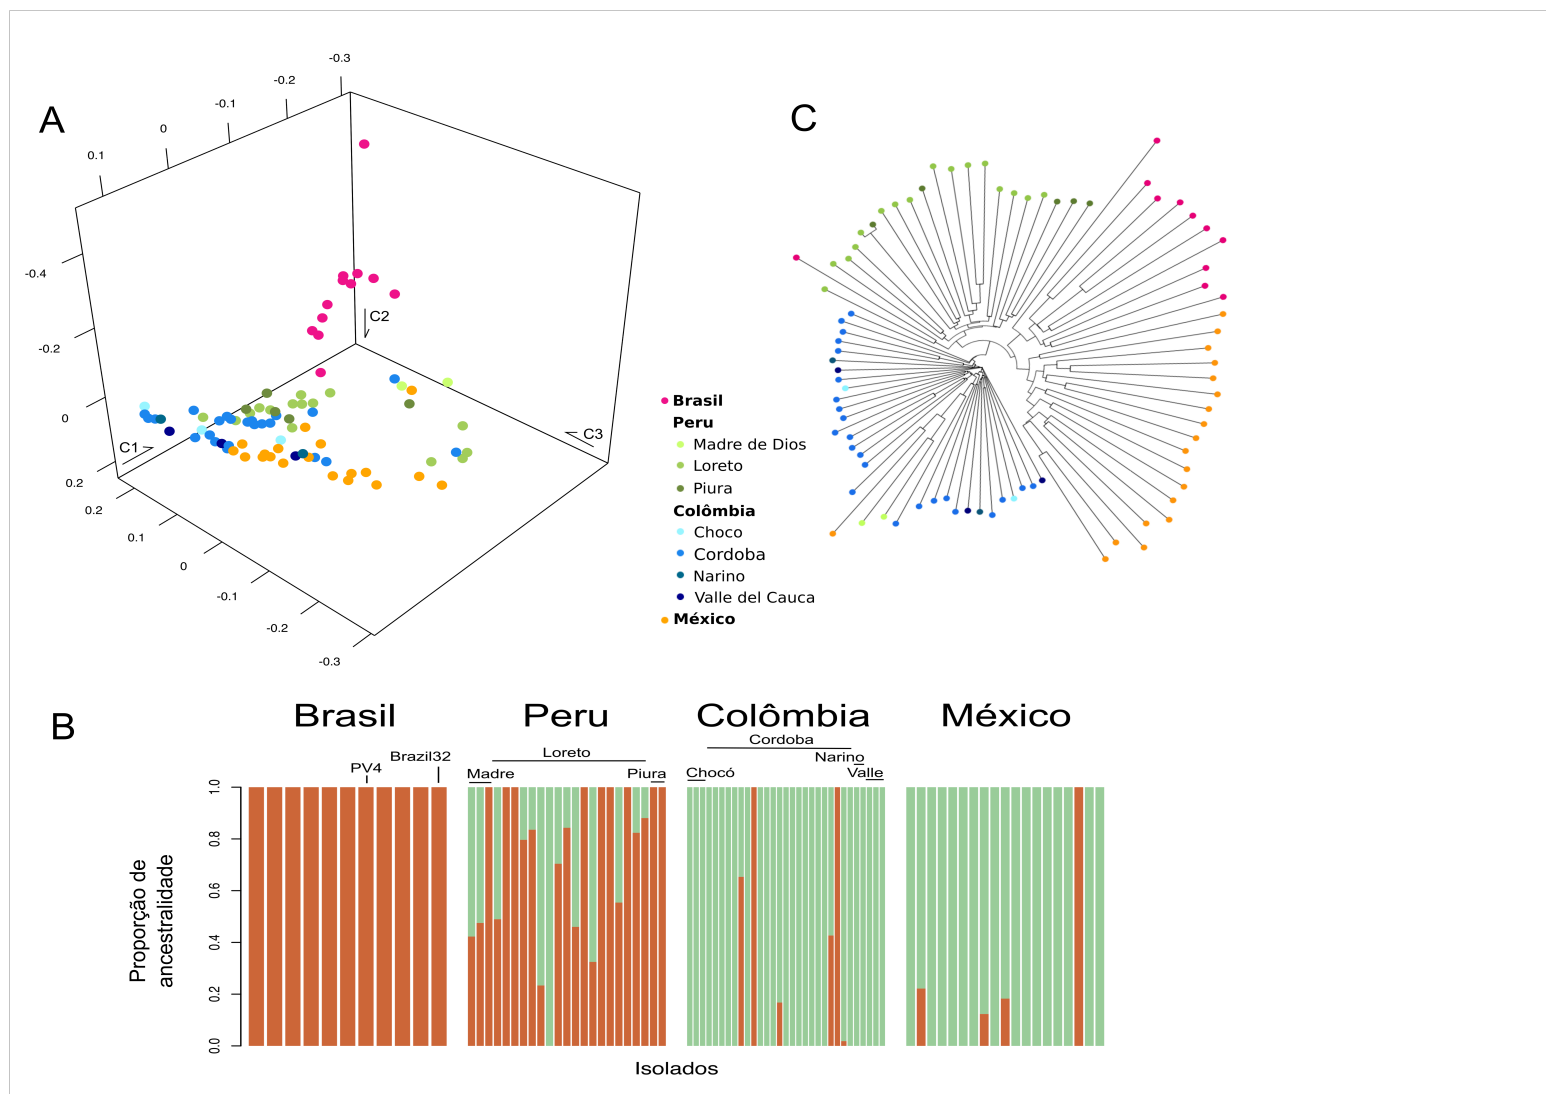 A
-0.3
-0.2
-0.1
0
0.1
-0.4
-0.2
0
0.2
C1
C2
C3
0.2
0.1
0
-0.1
-0.2
-0.3
Brasil
Peru
Madre de Dios
Loreto
Piura
Colômbia
Choco
Cordoba
Narino
Valle del Cauca
México
C
B
Brasil
Peru
Colômbia
México
PV4
Brazil32
Madre
Loreto
Piura
Chocó
Cordoba
Narino
Valle
Proporção de
ancestralidade
1.0
0.8
0.6
0.4
0.2
0.0
Isolados